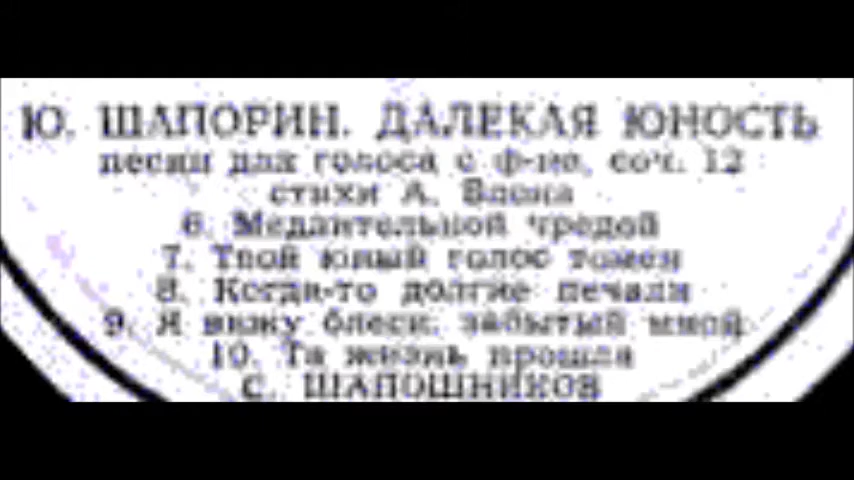 Ю. ШАПОРИН. ДАЛЕКАЯ ЮНОСТЬ
песни для голоса с ф-но, соч. 12
стихи А. Блока
6. Медлительной чредой
7. Твой юный голос томен
8. Когда-то долгие печали
9. Я вижу блеск, забытый мной
10. Та жизнь прошла
С. ШАПОШНИКОВ